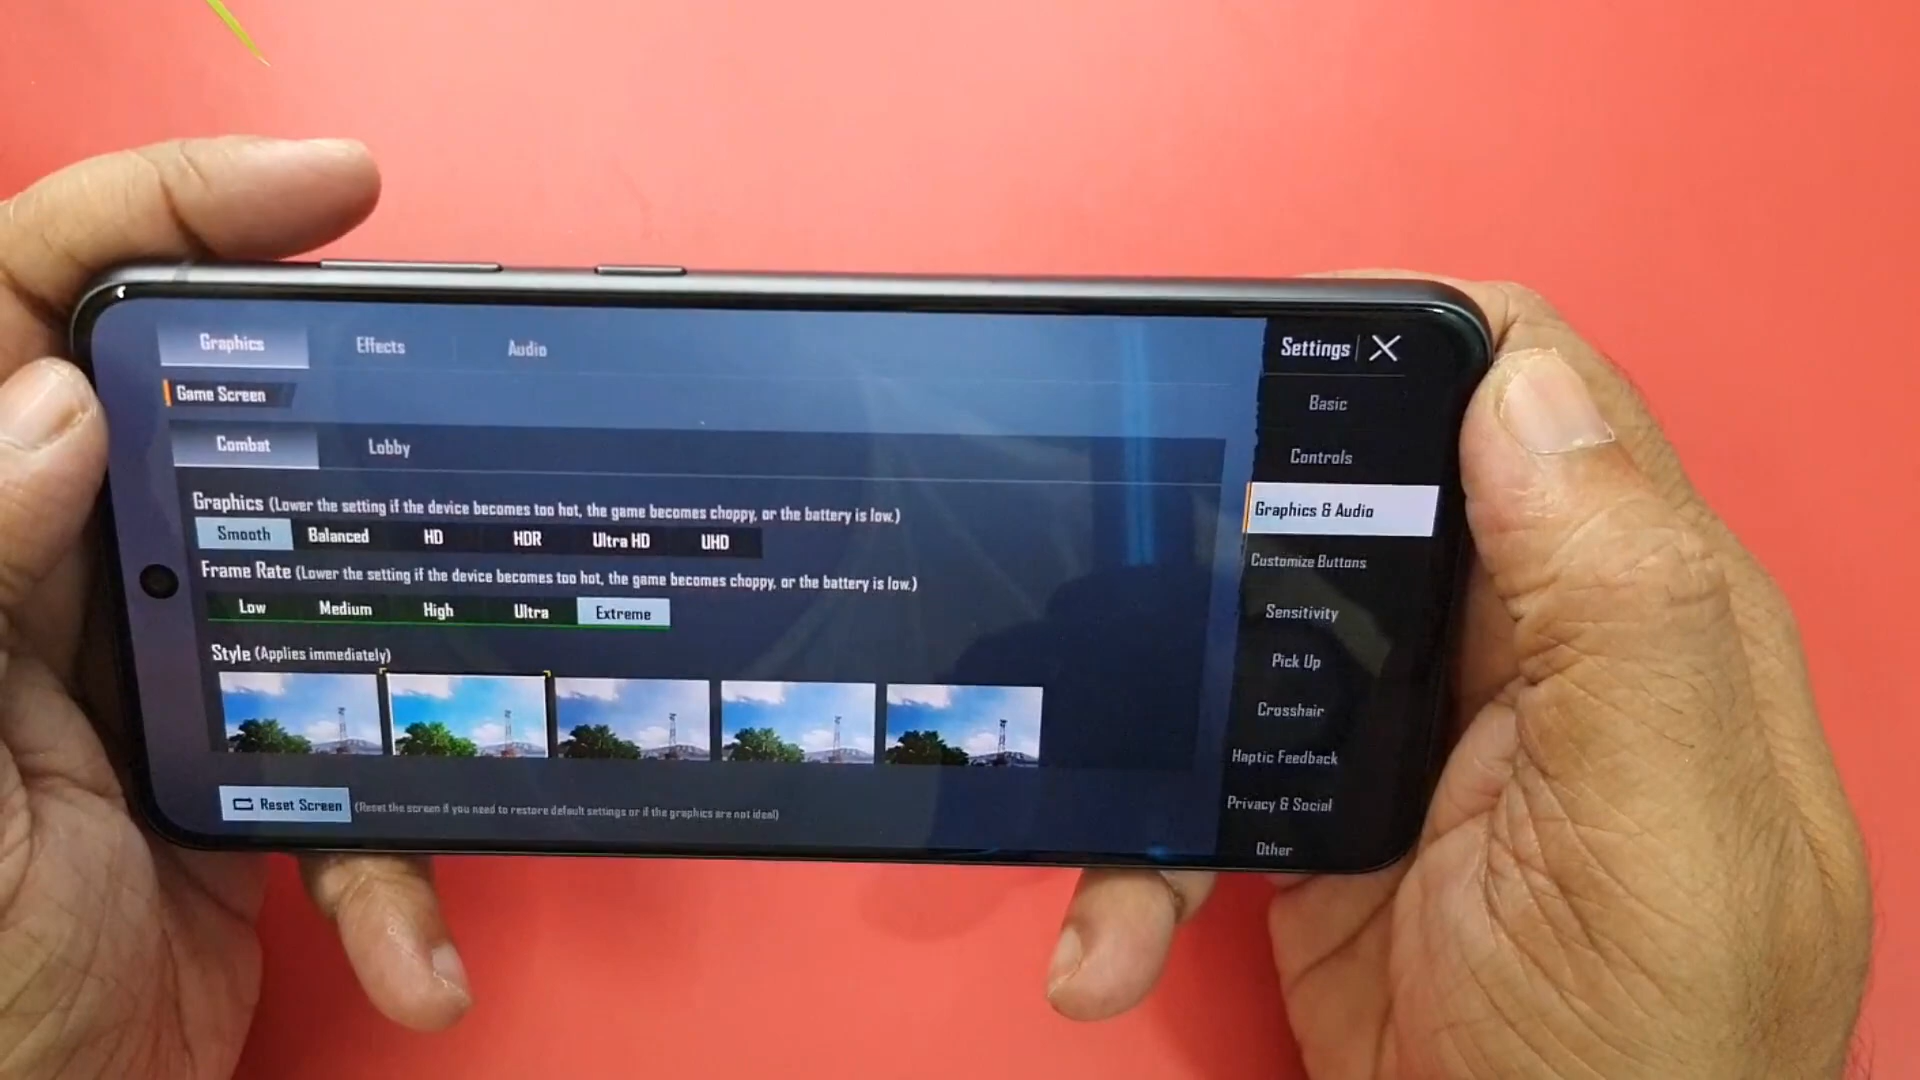 Graphics Effects Audio
Settings
Game Screen
Combat Lobby
Graphics (Lower the setting if the device becomes too hot, the game becomes choppy, or the battery is low.)
Smooth Balanced HD HDR Ultra HD UHD
Frame Rate (Lower the setting if the device becomes too hot, the game becomes choppy, or the battery is low.)
Low Medium High Ultra Extreme
Style (Applies immediately)
Reset Screen (Reset the screen if you need to restore default settings or if the graphics are not ideal)
Basic
Controls
Graphics & Audio
Customize Buttons
Sensitivity
Pick Up
Crosshair
Haptic Feedback
Privacy & Social
Other